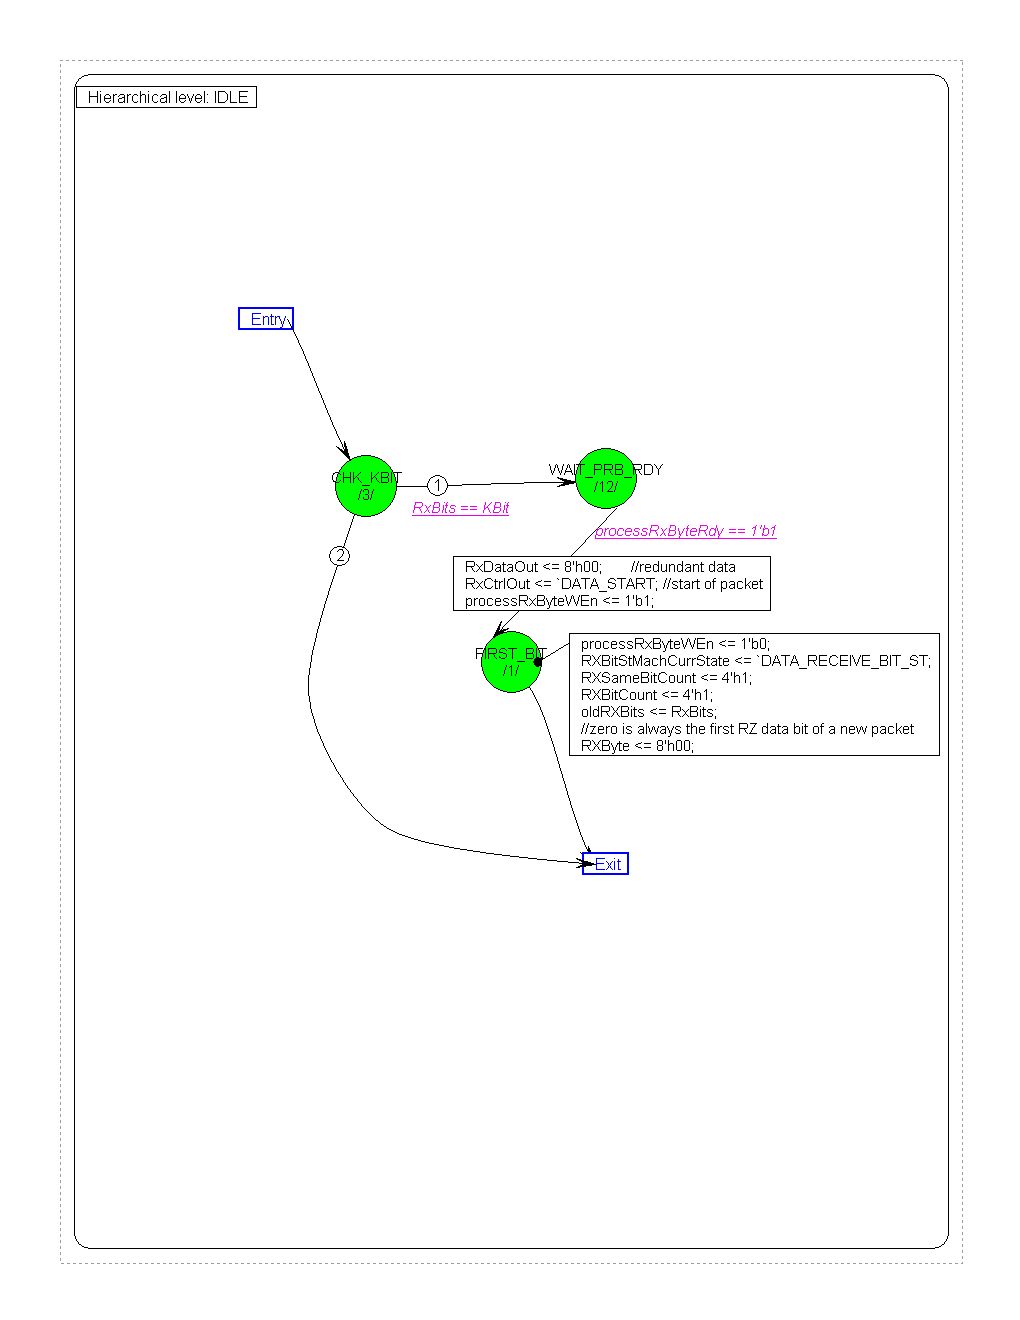 Hierarchical level: IDLE
Entry
CHK_KBIT
/3/
1
RxBits == KBit
WAIT_PRB_RDY
/12/
processRxByteRdy == 1'b1
2
RxDataOut <= 8'h00; //redundant data
RxCtrlOut <= `DATA_START; //start of packet
processRxByteWEn <= 1'b1;
FIRST_BIT
/1/
processRxByteWEn <= 1'b0;
RXBitStMachCurrState <= `DATA_RECEIVE_BIT_ST;
RXSameBitCount <= 4'h1;
RXBitCount <= 4'h1;
oldRXBits <= RxBits;
//zero is always the first RZ data bit of a new packet
RXByte <= 8'h00;
Exit